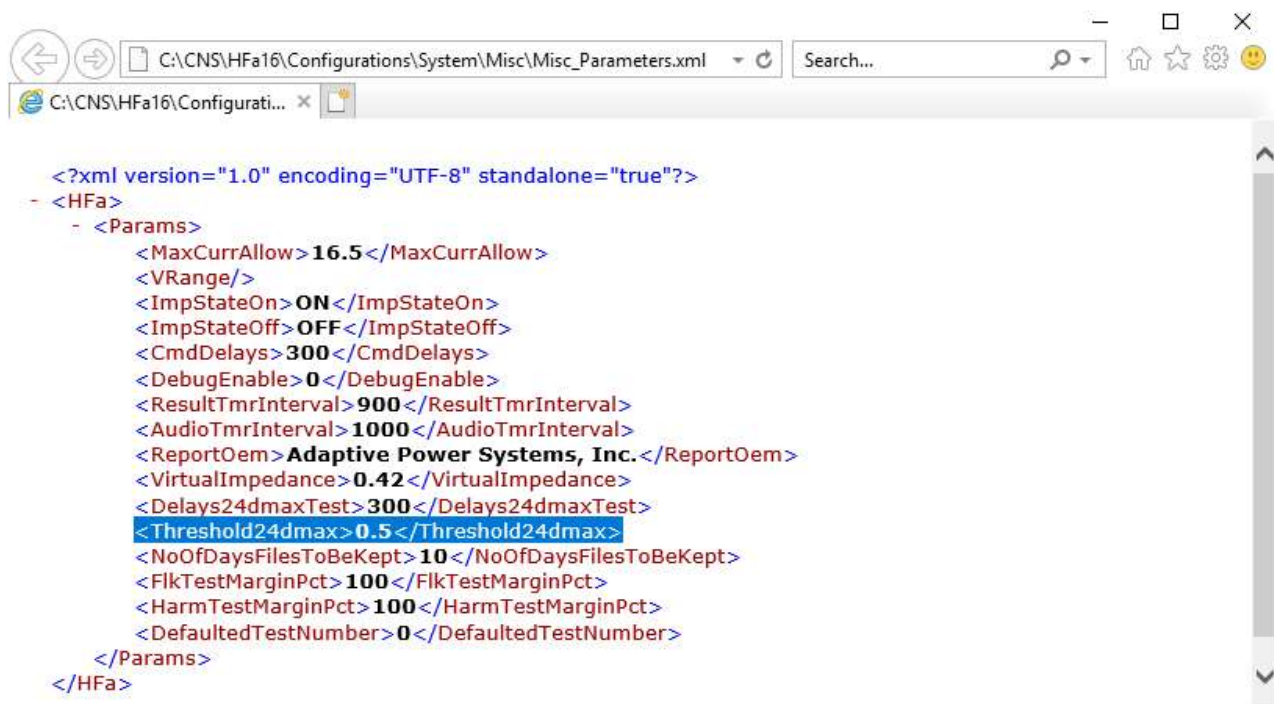 C:\CNS\HFa16\Configurations\System\Misc\Misc_Parameters.xml
Search...
C:\CNS\HFa16\Configurati...
<?xml version="1.0" encoding="UTF-8" standalone="true"?>
- <HFa>
- <Params>
<MaxCurrAllow>16.5</MaxCurrAllow>
<VRange/>
<ImpStateOn>ON</ImpStateOn>
<ImpStateOff>OFF</ImpStateOff>
<CmdDelays>300</CmdDelays>
<DebugEnable>0</DebugEnable>
<ResultTmrInterval>900</ResultTmrInterval>
<AudioTmrInterval>1000</AudioTmrInterval>
<ReportOem>Adaptive Power Systems, Inc.</ReportOem>
<VirtualImpedance>0.42</VirtualImpedance>
<Delays24dmaxTest>300</Delays24dmaxTest>
<Threshold24dmax>0.5</Threshold24dmax>
<NoOfDaysFilesToBeKept>10</NoOfDaysFilesToBeKept>
<FlkTestMarginPct>100</FlkTestMarginPct>
<HarmTestMarginPct>100</HarmTestMarginPct>
<DefaultedTestNumber>0</DefaultedTestNumber>
</Params>
</HFa>